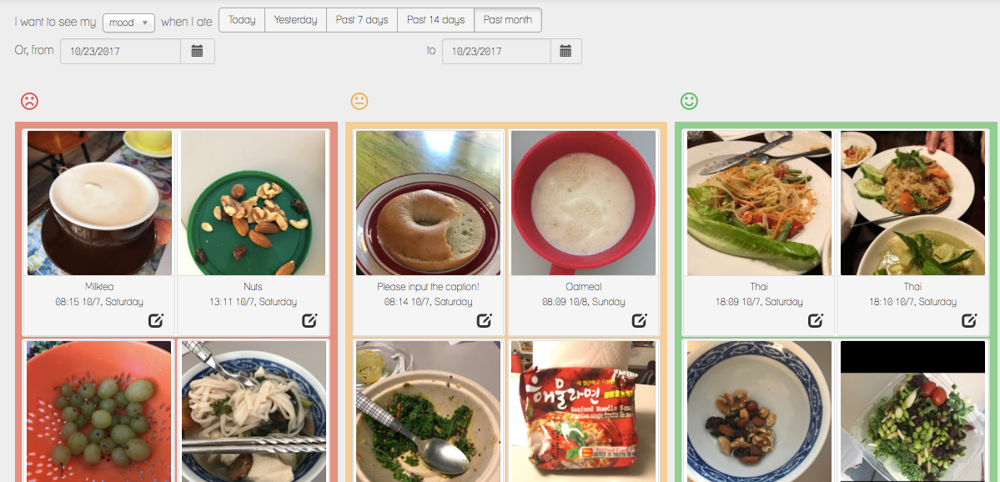 I want to see my mood when I ate Today Yesterday Past 7 days Past 14 days Past month
Or, from 10/23/2017 to 10/23/2017
Milktea
08:15 10/7, Saturday
Nuts
13:11 10/7, Saturday
Please input the caption!
08:14 10/7, Saturday
Oatmeal
08:09 10/8, Sunday
Thai
18:09 10/7, Saturday
Thai
18:10 10/7, Saturday
해물라면
Seafood Noodle Sou